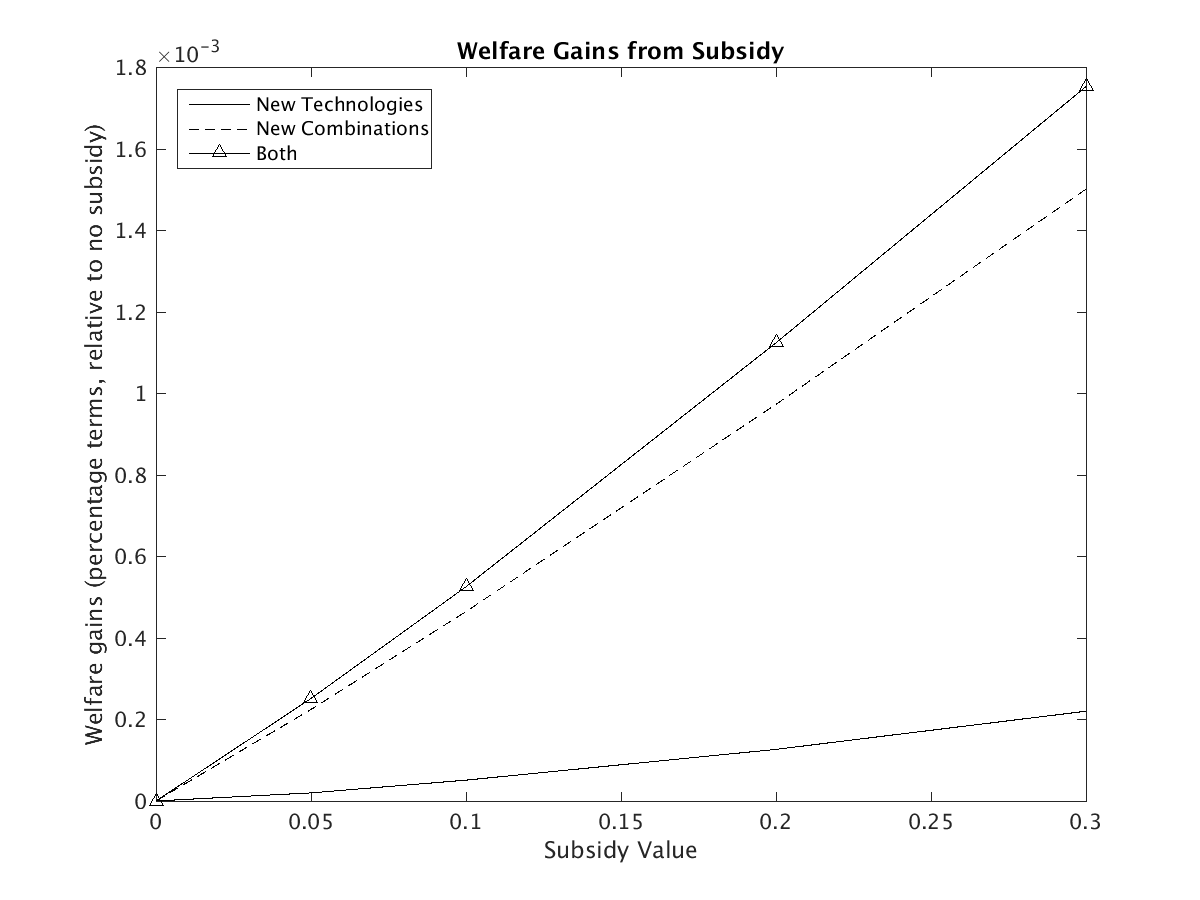 Welfare Gains from Subsidy
×10⁻³
1.8
1.6
1.4
1.2
1
0.8
0.6
0.4
0.2
0
New Technologies
New Combinations
Both
Welfare gains (percentage terms, relative to no subsidy)
0 0.05 0.1 0.15 0.2 0.25 0.3
Subsidy Value